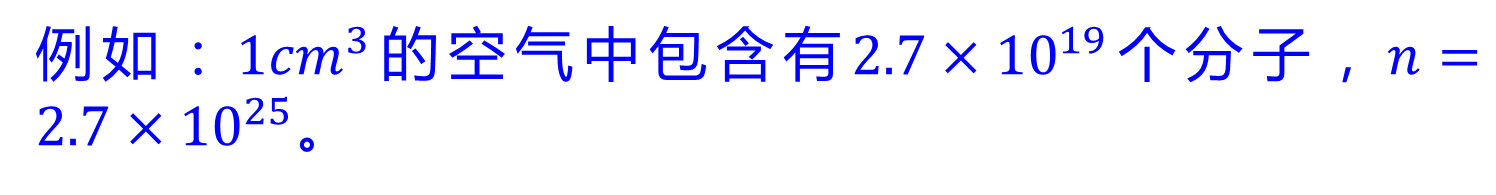 例如：1cm³的空气中包含有2.7 × 10¹⁹个分子，n =
2.7 × 10²⁵。